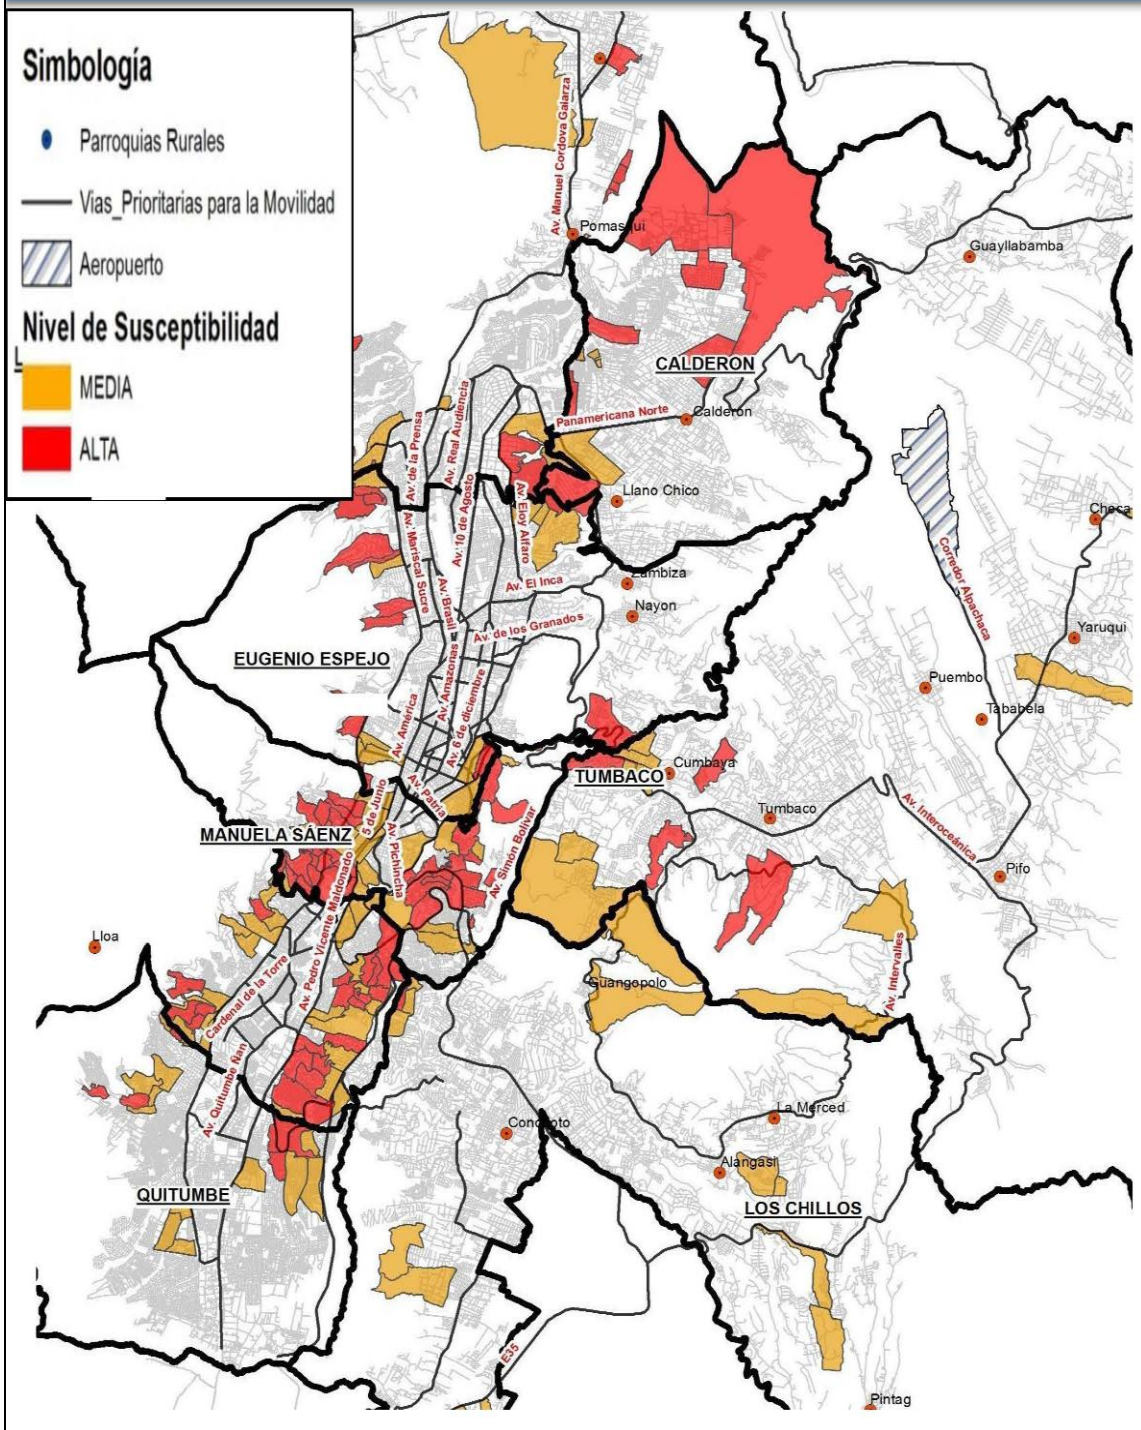 Simbología
Parroquias Rurales
Vias_Prioritarias para la Movilidad
Aeropuerto
Nivel de Susceptibilidad
L
MEDIA
ALTA
Av. Manuel Cordova Galarza
Pomasqui
Guayllabamba
CALDERON
Panamericana Norte
Calderon
Av. de la Prensa
Av. Real Audiencia
Av. 10 de Agosto
Av. Eloy Alfaro
Llano Chico
Checa
Av. Mariscal Sucre
Corredor Alpachaca
Av. El Inca
Zambiza
Av. Brasil
Nayon
Av. de los Granados
Yaruqui
EUGENIO ESPEJO
Av. Amazonas
Puembo
Av. América
Av. 6 de diciembre
Tababela
Cumbaya
TUMBACO
Av. Patria
5 de Junio
Tumbaco
Av. Interoceánica
MANUELA SÁENZ
Av. Pichincha
Av. Simón Bolívar
Pifo
Av. Pedro Vicente Maldonado
Lloa
Cardenal de la Torre
Av. Intervalles
Guangopolo
Av. Quitumbe Ñan
La Merced
Conocoto
Alangasi
QUITUMBE
LOS CHILLOS
E35
Pintag